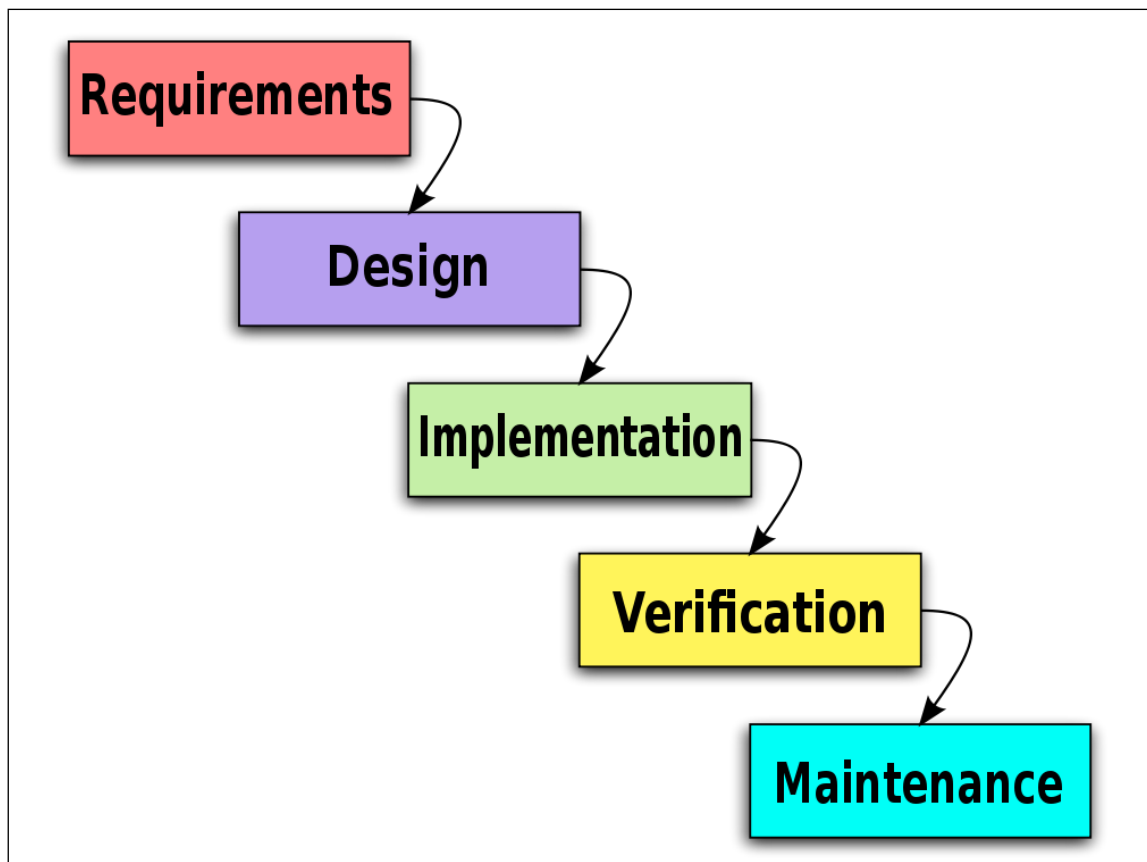 Requirements
Design
Implementation
Verification
Maintenance